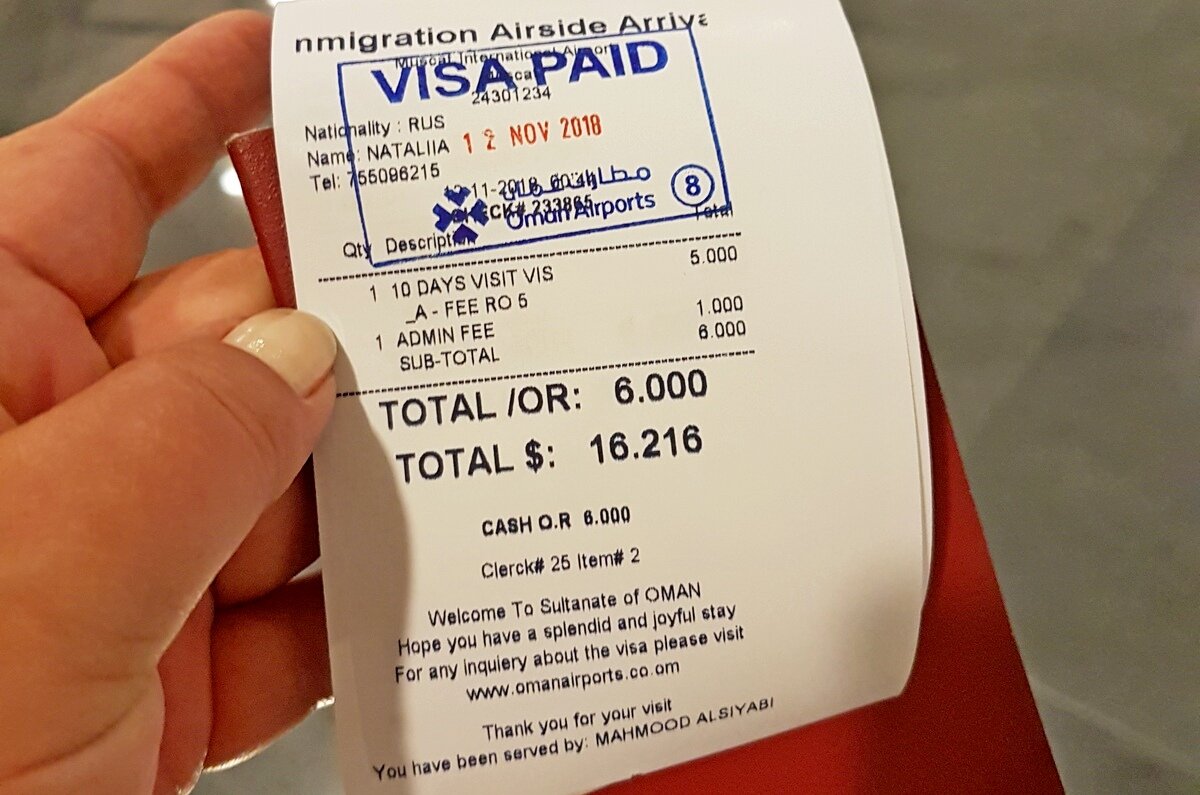 nmigration Airside Arriva
Muscat International Airport
VISA PAID
24301234
Nationality : RUS
Name: NATALIIA
12 NOV 2018
Tel: 755096215
-11-2018
CHECK# 233865
مطارات عمان
Oman Airports
8
Qty Description Total
1 10 DAYS VISIT VIS 5.000
_A - FEE RO 5
1 ADMIN FEE 1.000
SUB-TOTAL 6.000
TOTAL /OR: 6.000
TOTAL $: 16.216
CASH O.R 6.000
Clerck# 25 Item# 2
Welcome To Sultanate of OMAN
Hope you have a splendid and joyful stay
For any inquiery about the visa please visit
www.omanairports.co.om
Thank you for your visit
You have been served by: MAHMOOD ALSIYABI